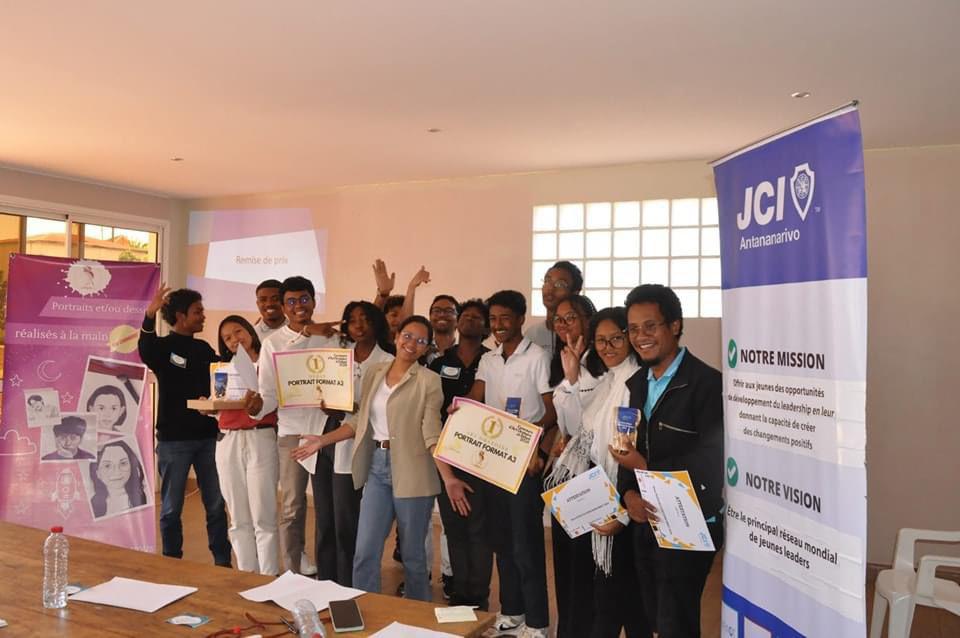 Remise de prix
Portraits et/ou dess
réalisés à la main
1
PORTRAIT FORMAT A3
1
PORTRAIT FORMAT A3
ATTESTATION
ATTESTATION
JCI
Antananarivo
NOTRE MISSION
Offrir aux jeunes des opportunités
de développement du leadership en leur
donnant la capacité de créer
des changements positifs
NOTRE VISION
Être le principal réseau mondial
de jeunes leaders